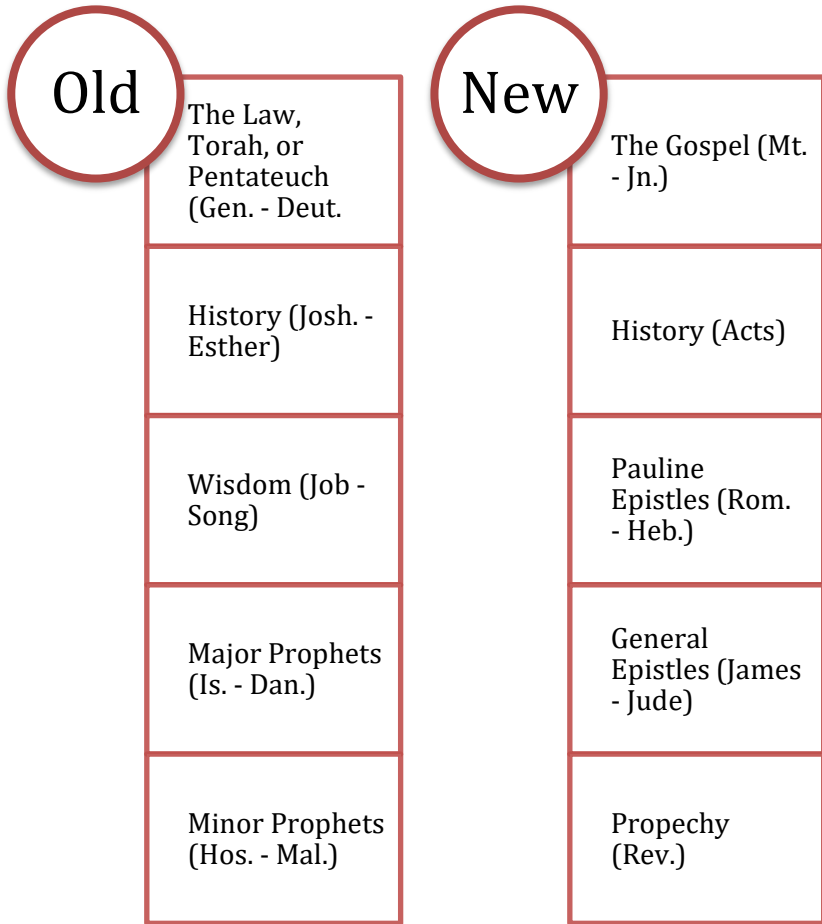 Old
The Law,
Torah, or
Pentateuch
(Gen. - Deut.
History (Josh. -
Esther)
Wisdom (Job -
Song)
Major Prophets
(Is. - Dan.)
Minor Prophets
(Hos. - Mal.)
New
The Gospel (Mt.
- Jn.)
History (Acts)
Pauline
Epistles (Rom.
- Heb.)
General
Epistles (James
- Jude)
Propechy
(Rev.)